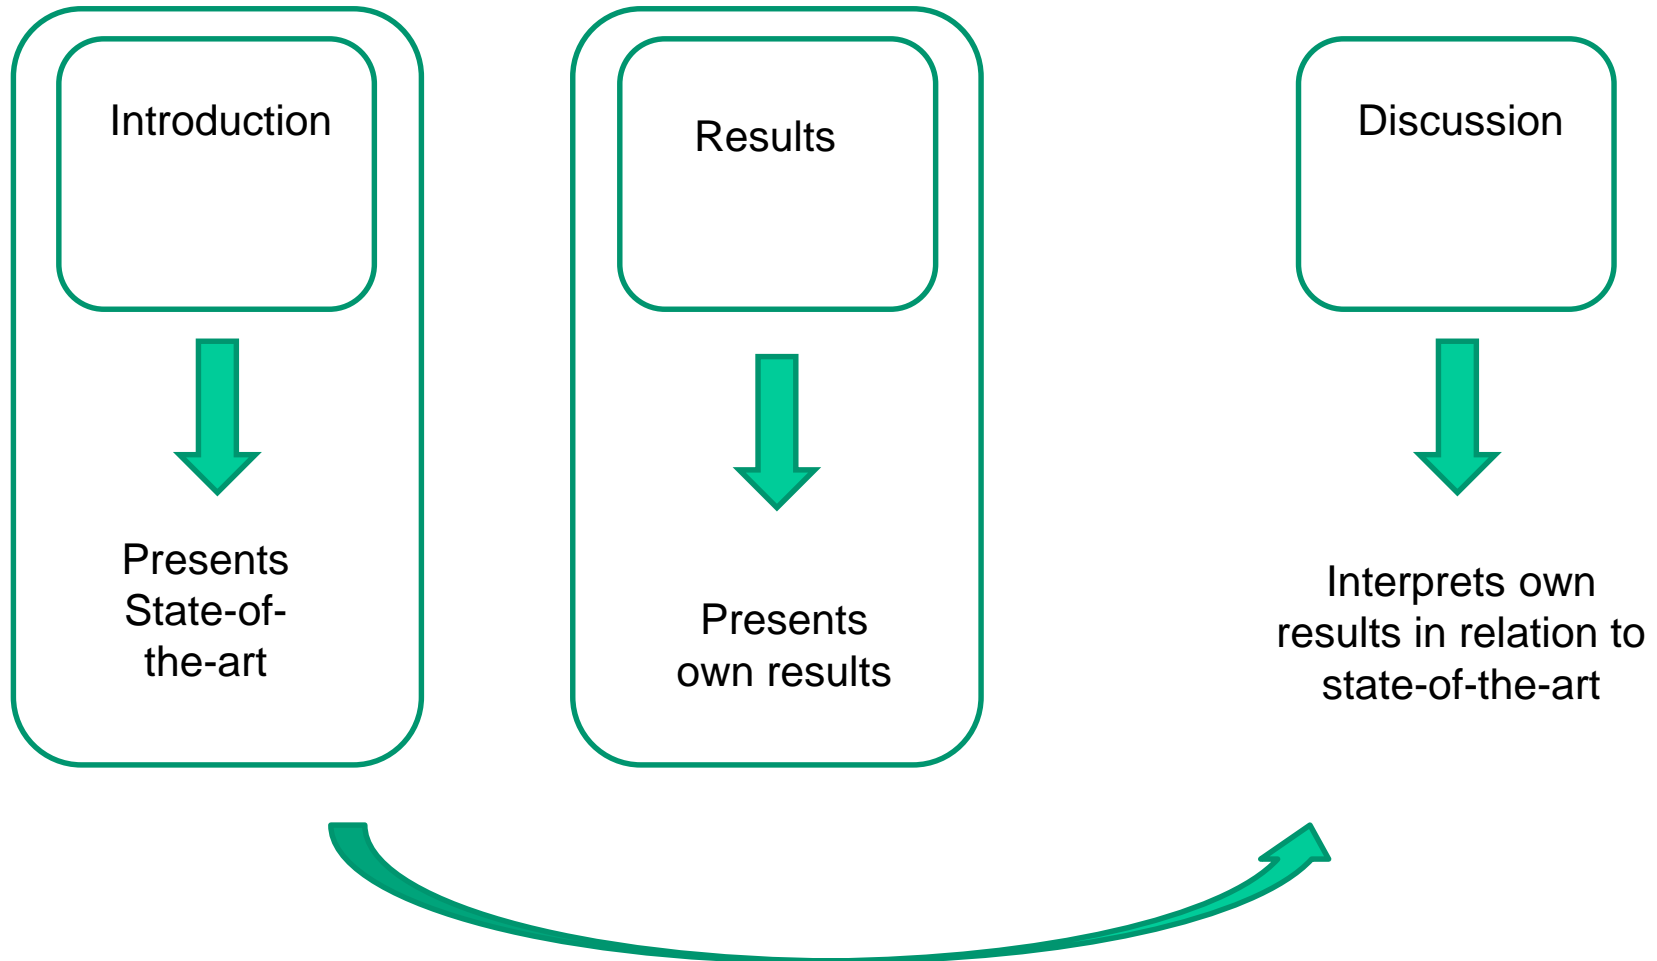 Introduction
Presents
State-of-
the-art
Results
Presents
own results
Discussion
Interprets own
results in relation to
state-of-the-art